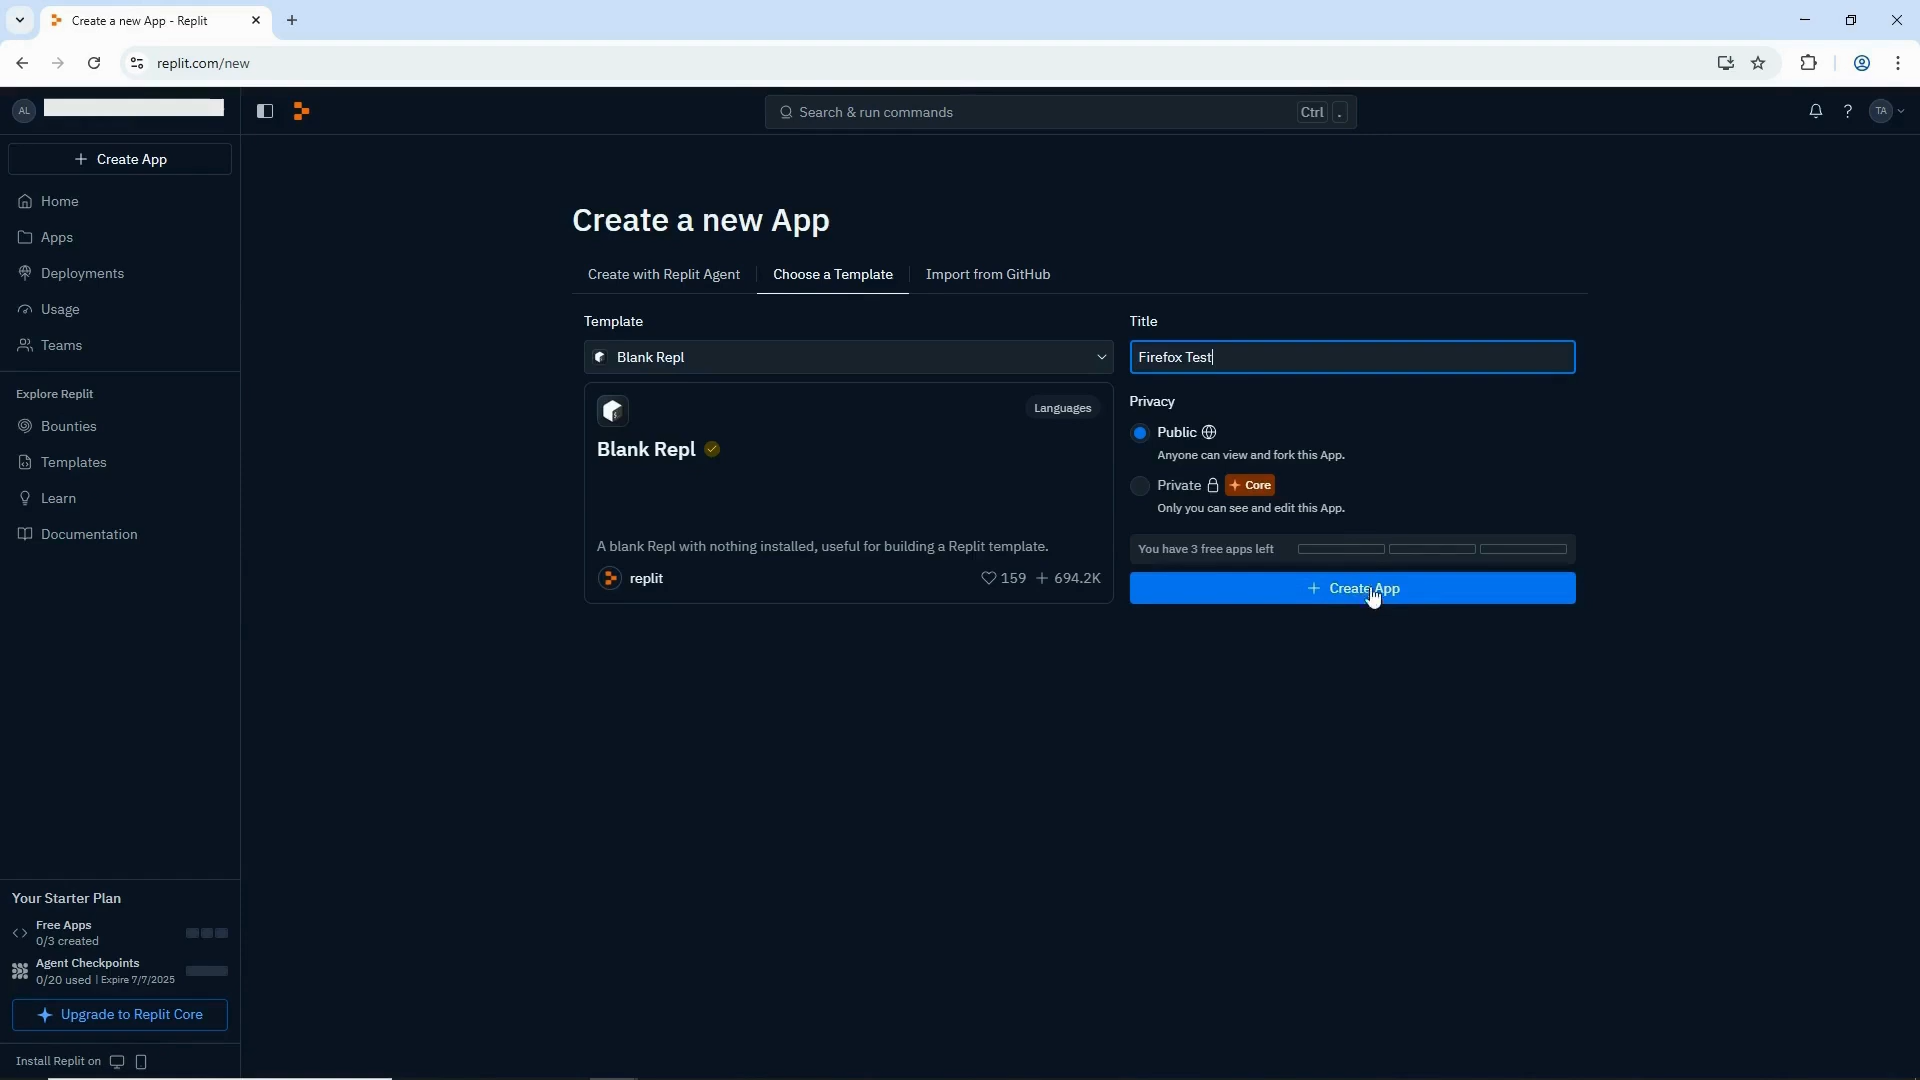 Create a new App - Replit
replit.com/new
AL
Search & run commands
Ctrl .
?
TA
+ Create App
Home
Apps
Deployments
Usage
Teams
Explore Replit
Bounties
Templates
Learn
Documentation
Create a new App
Create with Replit Agent
Choose a Template
Import from GitHub
Template
Blank Repl
Languages
Blank Repl
A blank Repl with nothing installed, useful for building a Replit template.
replit
159 + 694.2K
Title
Firefox Test
Privacy
Public
Anyone can view and fork this App.
Private
Core
Only you can see and edit this App.
You have 3 free apps left
+ Create App
Your Starter Plan
Free Apps
0/3 created
Agent Checkpoints
0/20 used | Expire 7/7/2025
Upgrade to Replit Core
Install Replit on